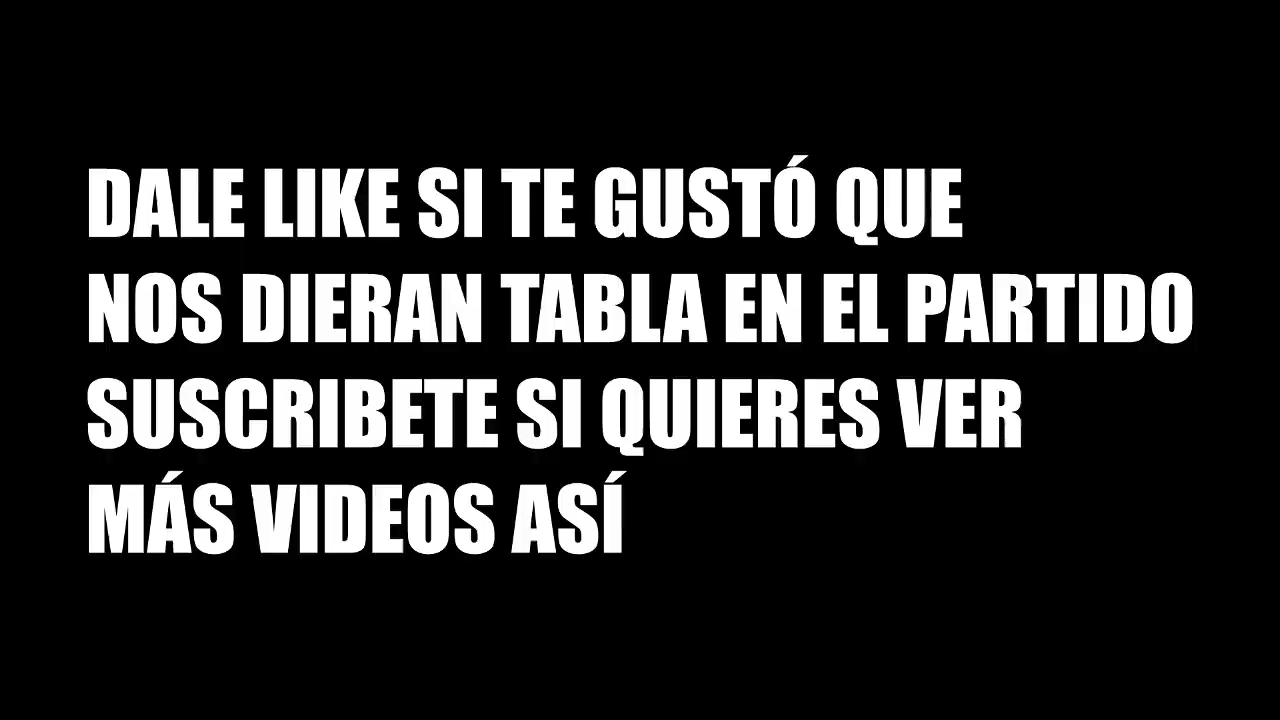 DALE LIKE SI TE GUSTÓ QUE
NOS DIERAN TABLA EN EL PARTIDO
SUSCRIBETE SI QUIERES VER
MÁS VIDEOS ASÍ